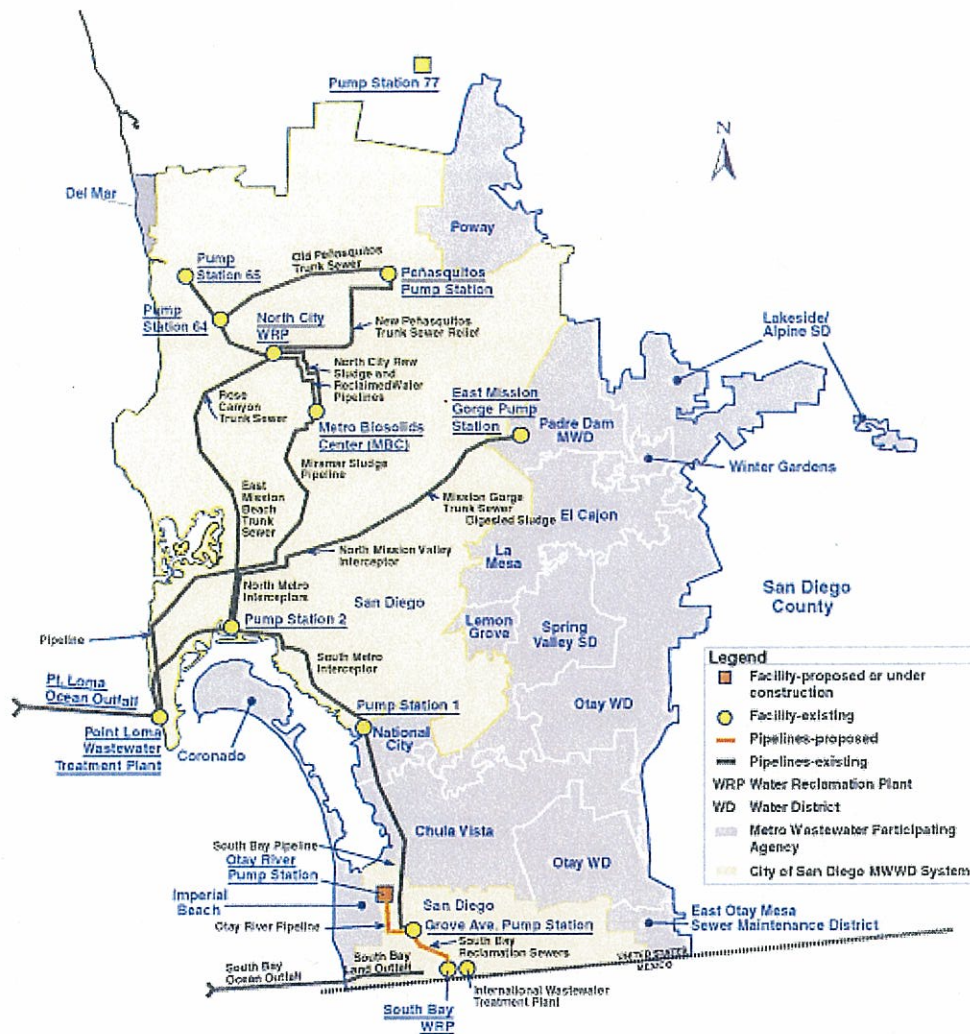 Pump Station 77
N
Del Mar
Poway
Pump
Station 65
Old Peñasquitos
Trunk Sewer
Peñasquitos
Pump Station
Pump
Station 64
North City
WRP
New Peñasquitos
Trunk Sewer Relief
Lakeside/
Alpine SD
North City Raw
Sludge and
Reclaimed Water
Pipelines
Rose
Canyon
Trunk Sewer
East Mission
Gorge Pump
Station
Padre Dam
MWD
Metro Biosolids
Center (MBC)
Winter Gardens
Miramar Sludge
Pipeline
East
Mission
Beach
Trunk
Sewer
Mission Gorge
Trunk Sewer
Digested Sludge
El Cajon
North Mission Valley
Interceptor
La
Mesa
North Metro
Interceptors
San Diego
San Diego
County
Pump Station 2
Lemon
Grove
Spring
Valley SD
Pipeline
South Metro
Interceptor
Pt. Loma
Ocean Outfall
Pump Station 1
Otay WD
National
City
Point Loma
Wastewater
Treatment Plant
Coronado
Legend
Facility-proposed or under
construction
Facility-existing
Pipelines-proposed
Pipelines-existing
WRP Water Reclamation Plant
WD Water District
Metro Wastewater Participating
Agency
City of San Diego MWWD System
Chula Vista
South Bay Pipeline
Otay River
Pump Station
Otay WD
Imperial
Beach
San Diego
Otay River Pipeline
Grove Ave. Pump Station
East Otay Mesa
Sewer Maintenance District
South Bay
Reclamation Sewers
South Bay
Land Outfall
South Bay
Ocean Outfall
UNITED STATES
MEXICO
International Wastewater
Treatment Plant
South Bay
WRP